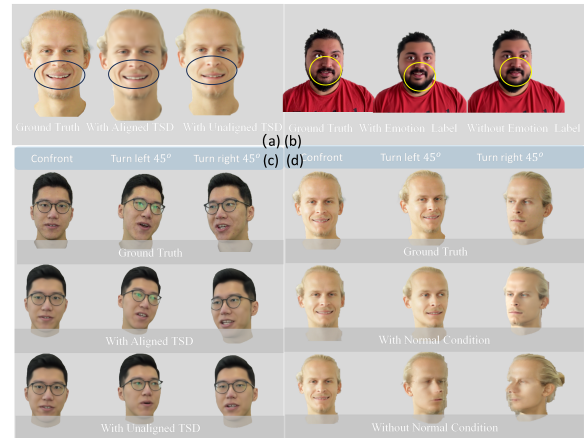 Ground Truth With Aligned TSD With Unaligned TSD
Ground Truth With Emotion Label Without Emotion Label
(a) (b)
(c) (d)
Confront Turn left 45° Turn right 45°
Ground Truth
With Aligned TSD
With Unaligned TSD
Confront Turn left 45° Turn right 45°
Ground Truth
With Normal Condition
Without Normal Condition